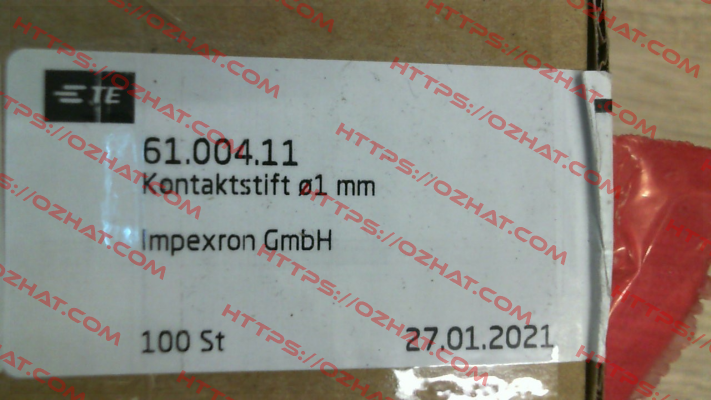 TE
61.004.11
Kontaktstift ø1 mm
Impexron GmbH
100 St 27.01.2021
HTTPS://OZHAT.COM